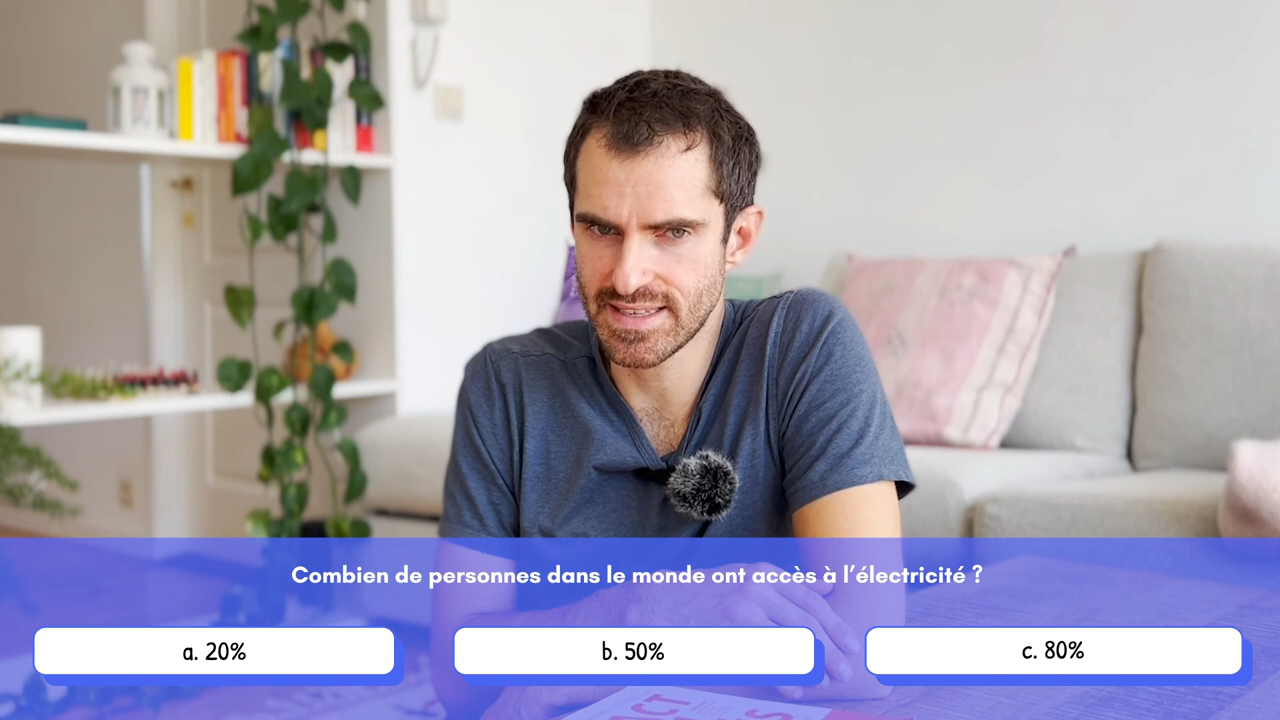 Combien de personnes dans le monde ont accès à l’électricité ?
a. 20%
b. 50%
c. 80%